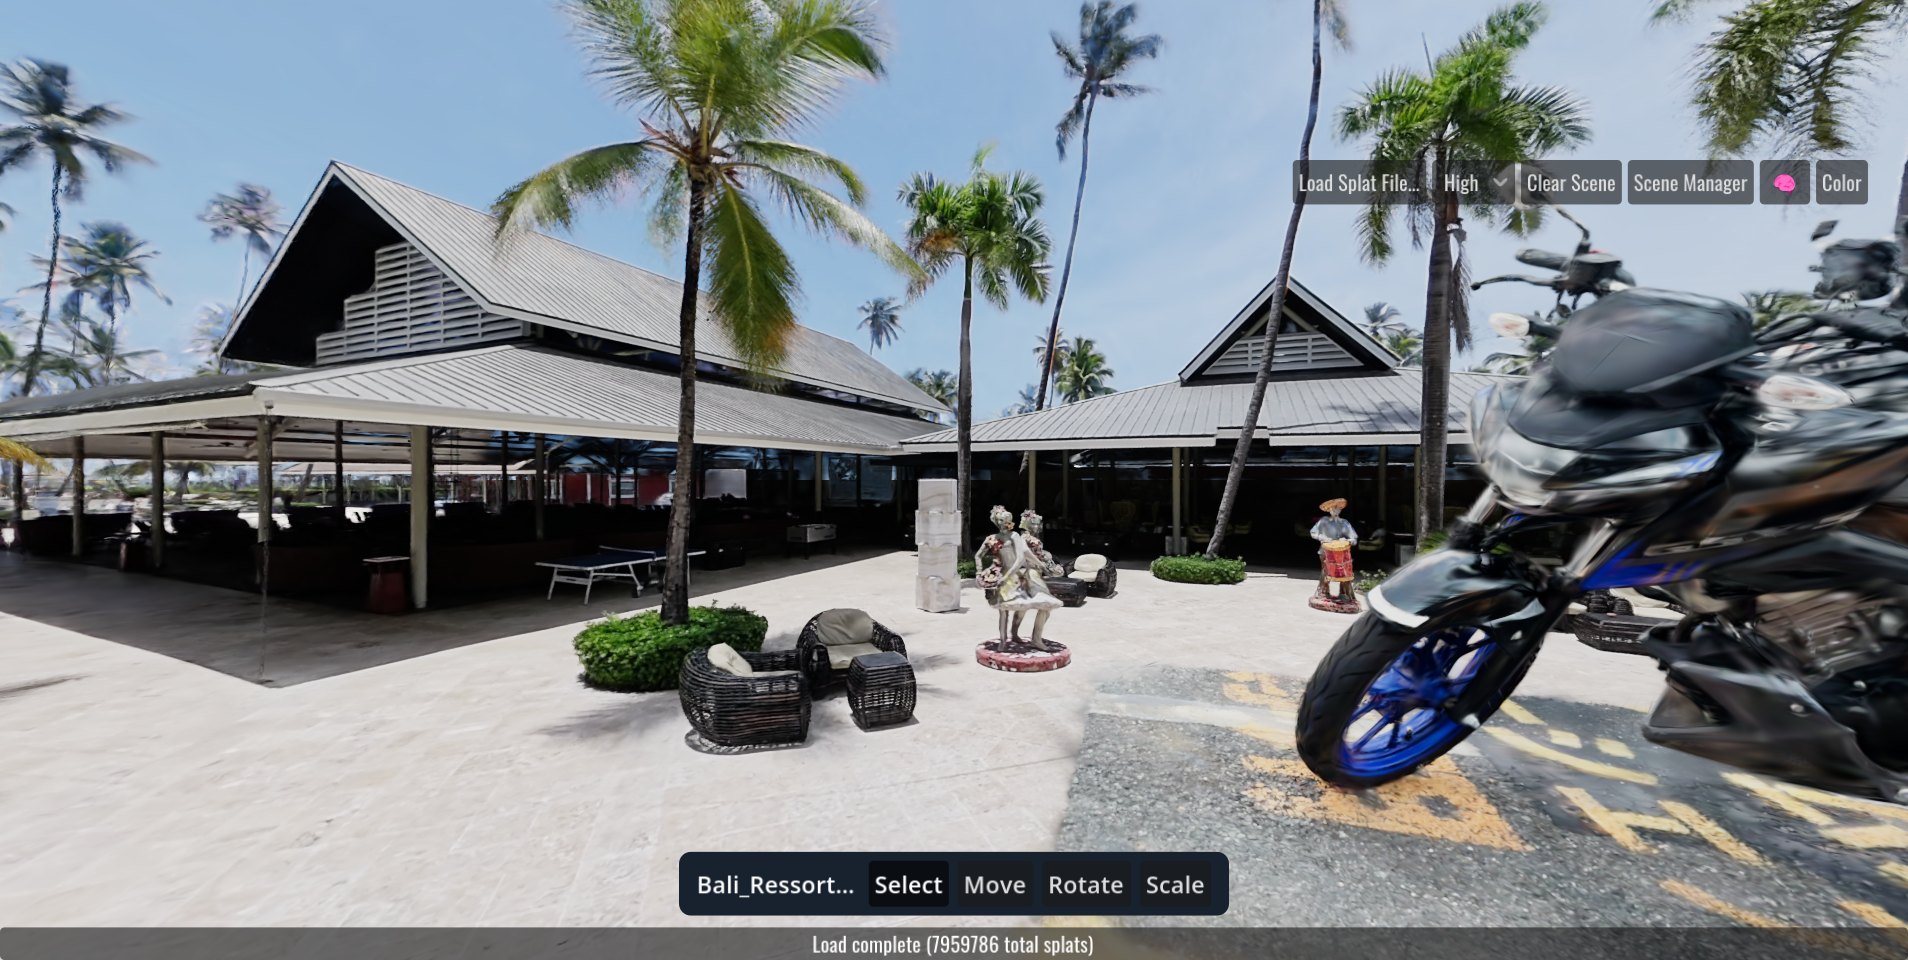 Load Splat File...
High
Clear Scene
Scene Manager
Color
Bali_Ressort...
Select
Move
Rotate
Scale
Load complete (7959786 total splats)